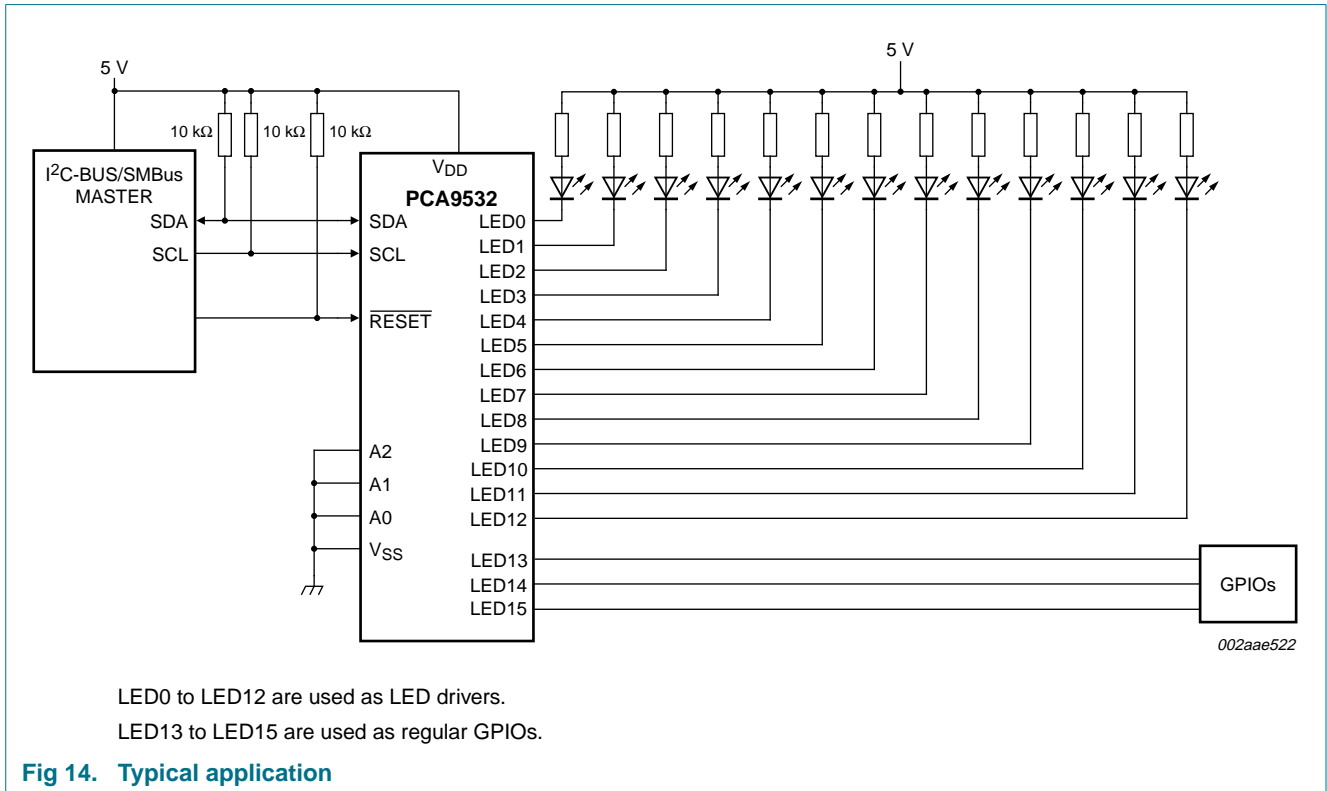 5 V
5 V
10 kΩ 10 kΩ 10 kΩ
I²C-BUS/SMBus
MASTER
SDA
SCL
VDD
PCA9532
SDA
SCL
RESET
A2
A1
A0
VSS
LED0
LED1
LED2
LED3
LED4
LED5
LED6
LED7
LED8
LED9
LED10
LED11
LED12
LED13
LED14
LED15
GPIOs
002aae522
LED0 to LED12 are used as LED drivers.
LED13 to LED15 are used as regular GPIOs.
Fig 14. Typical application